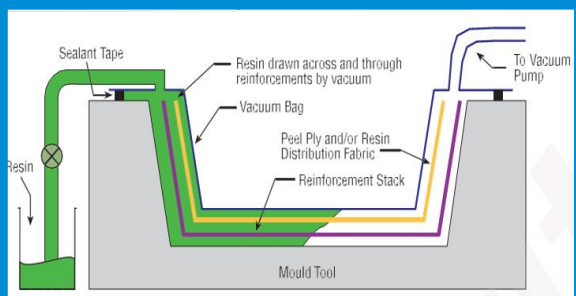 Sealant Tape
Resin drawn across and through
reinforcements by vacuum
To Vacuum
Pump
Vacuum Bag
Peel Ply and/or Resin
Distribution Fabric
Resin
Reinforcement Stack
Mould Tool